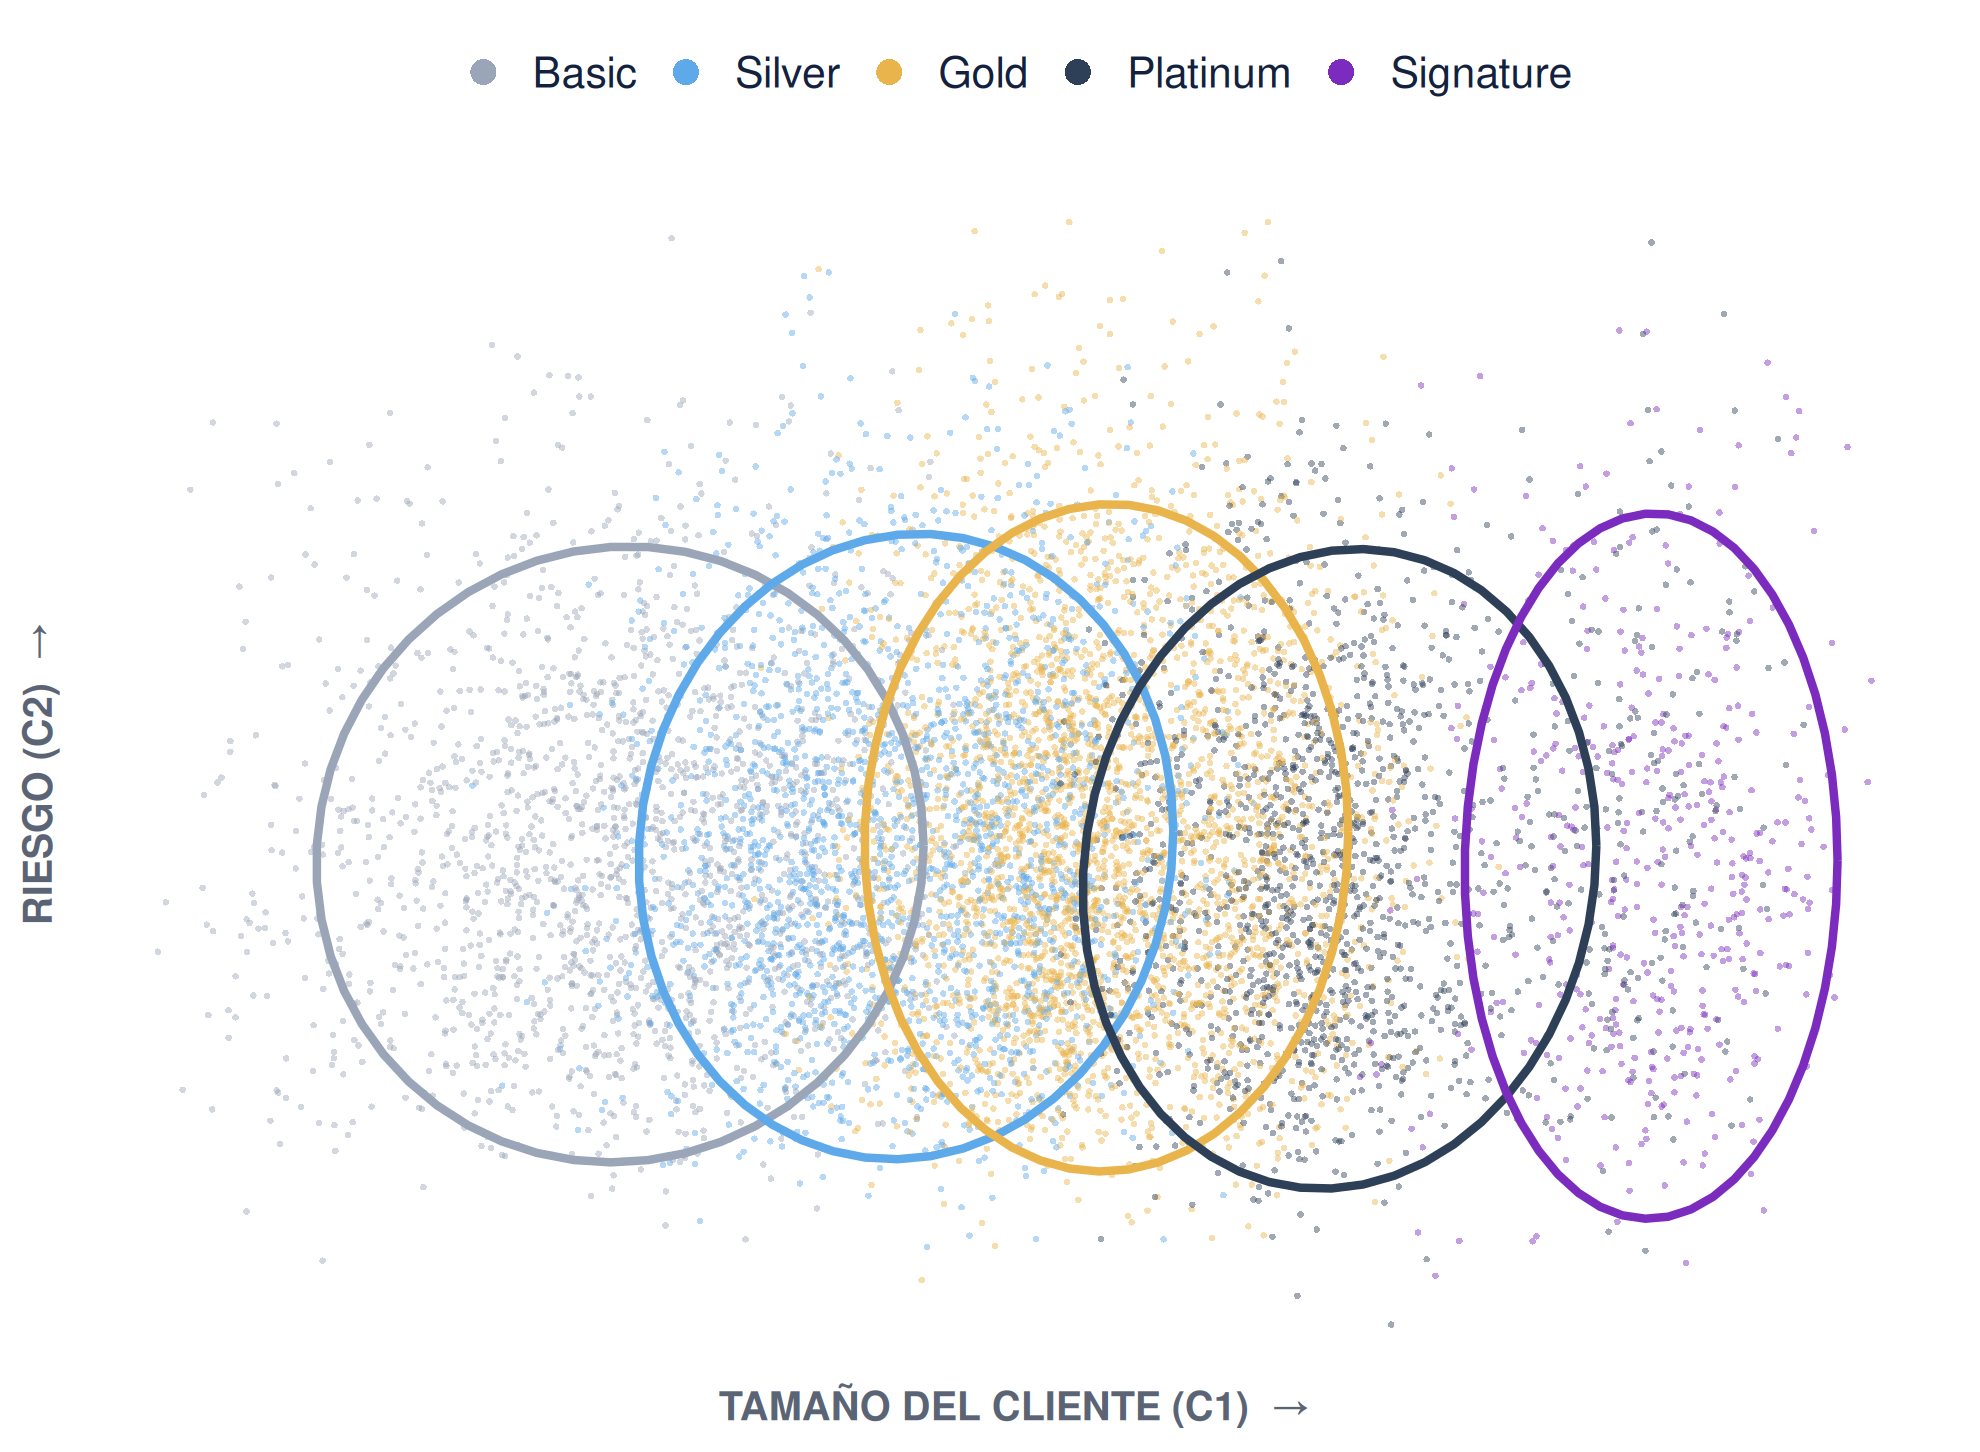 Basic Silver Gold Platinum Signature
RIESGO (C2) →
TAMAÑO DEL CLIENTE (C1) →